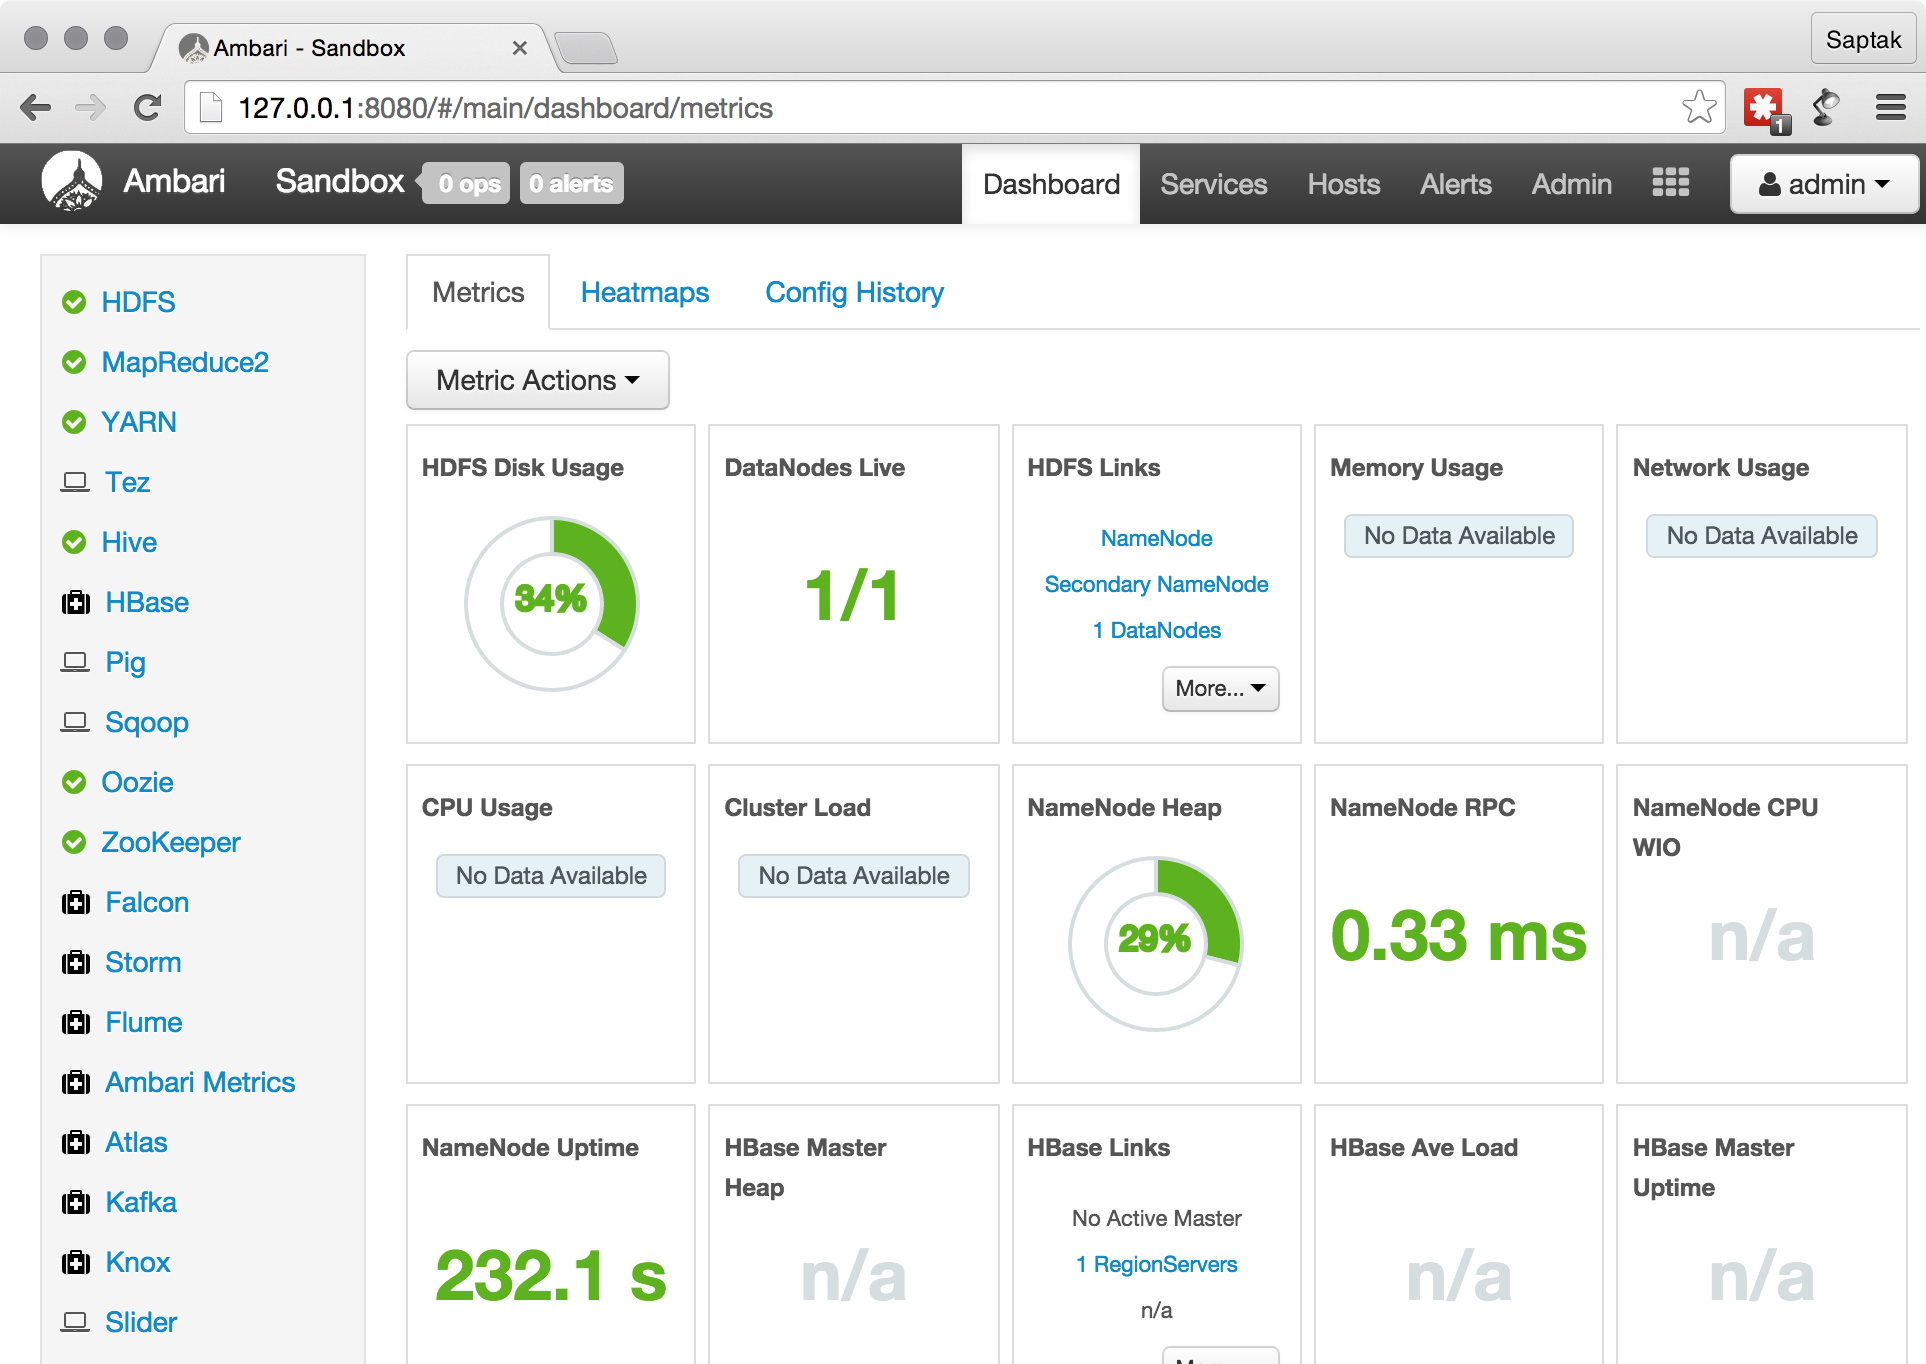 Ambari - Sandbox
Saptak
127.0.0.1:8080/#/main/dashboard/metrics
1
Ambari
Sandbox
0 ops
0 alerts
Dashboard
Services
Hosts
Alerts
Admin
admin
HDFS
MapReduce2
YARN
Tez
Hive
HBase
Pig
Sqoop
Oozie
ZooKeeper
Falcon
Storm
Flume
Ambari Metrics
Atlas
Kafka
Knox
Slider
Metrics
Heatmaps
Config History
Metric Actions
HDFS Disk Usage
34%
DataNodes Live
1/1
HDFS Links
NameNode
Secondary NameNode
1 DataNodes
More...
Memory Usage
No Data Available
Network Usage
No Data Available
CPU Usage
No Data Available
Cluster Load
No Data Available
NameNode Heap
29%
NameNode RPC
0.33 ms
NameNode CPU
WIO
n/a
NameNode Uptime
232.1 s
HBase Master
Heap
n/a
HBase Links
No Active Master
1 RegionServers
n/a
HBase Ave Load
n/a
HBase Master
Uptime
n/a